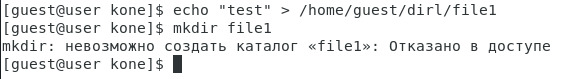 [guest@user kone]$ echo "test" > /home/guest/dirl/file1
[guest@user kone]$ mkdir file1
mkdir: невозможно создать каталог «file1»: Отказано в доступе
[guest@user kone]$